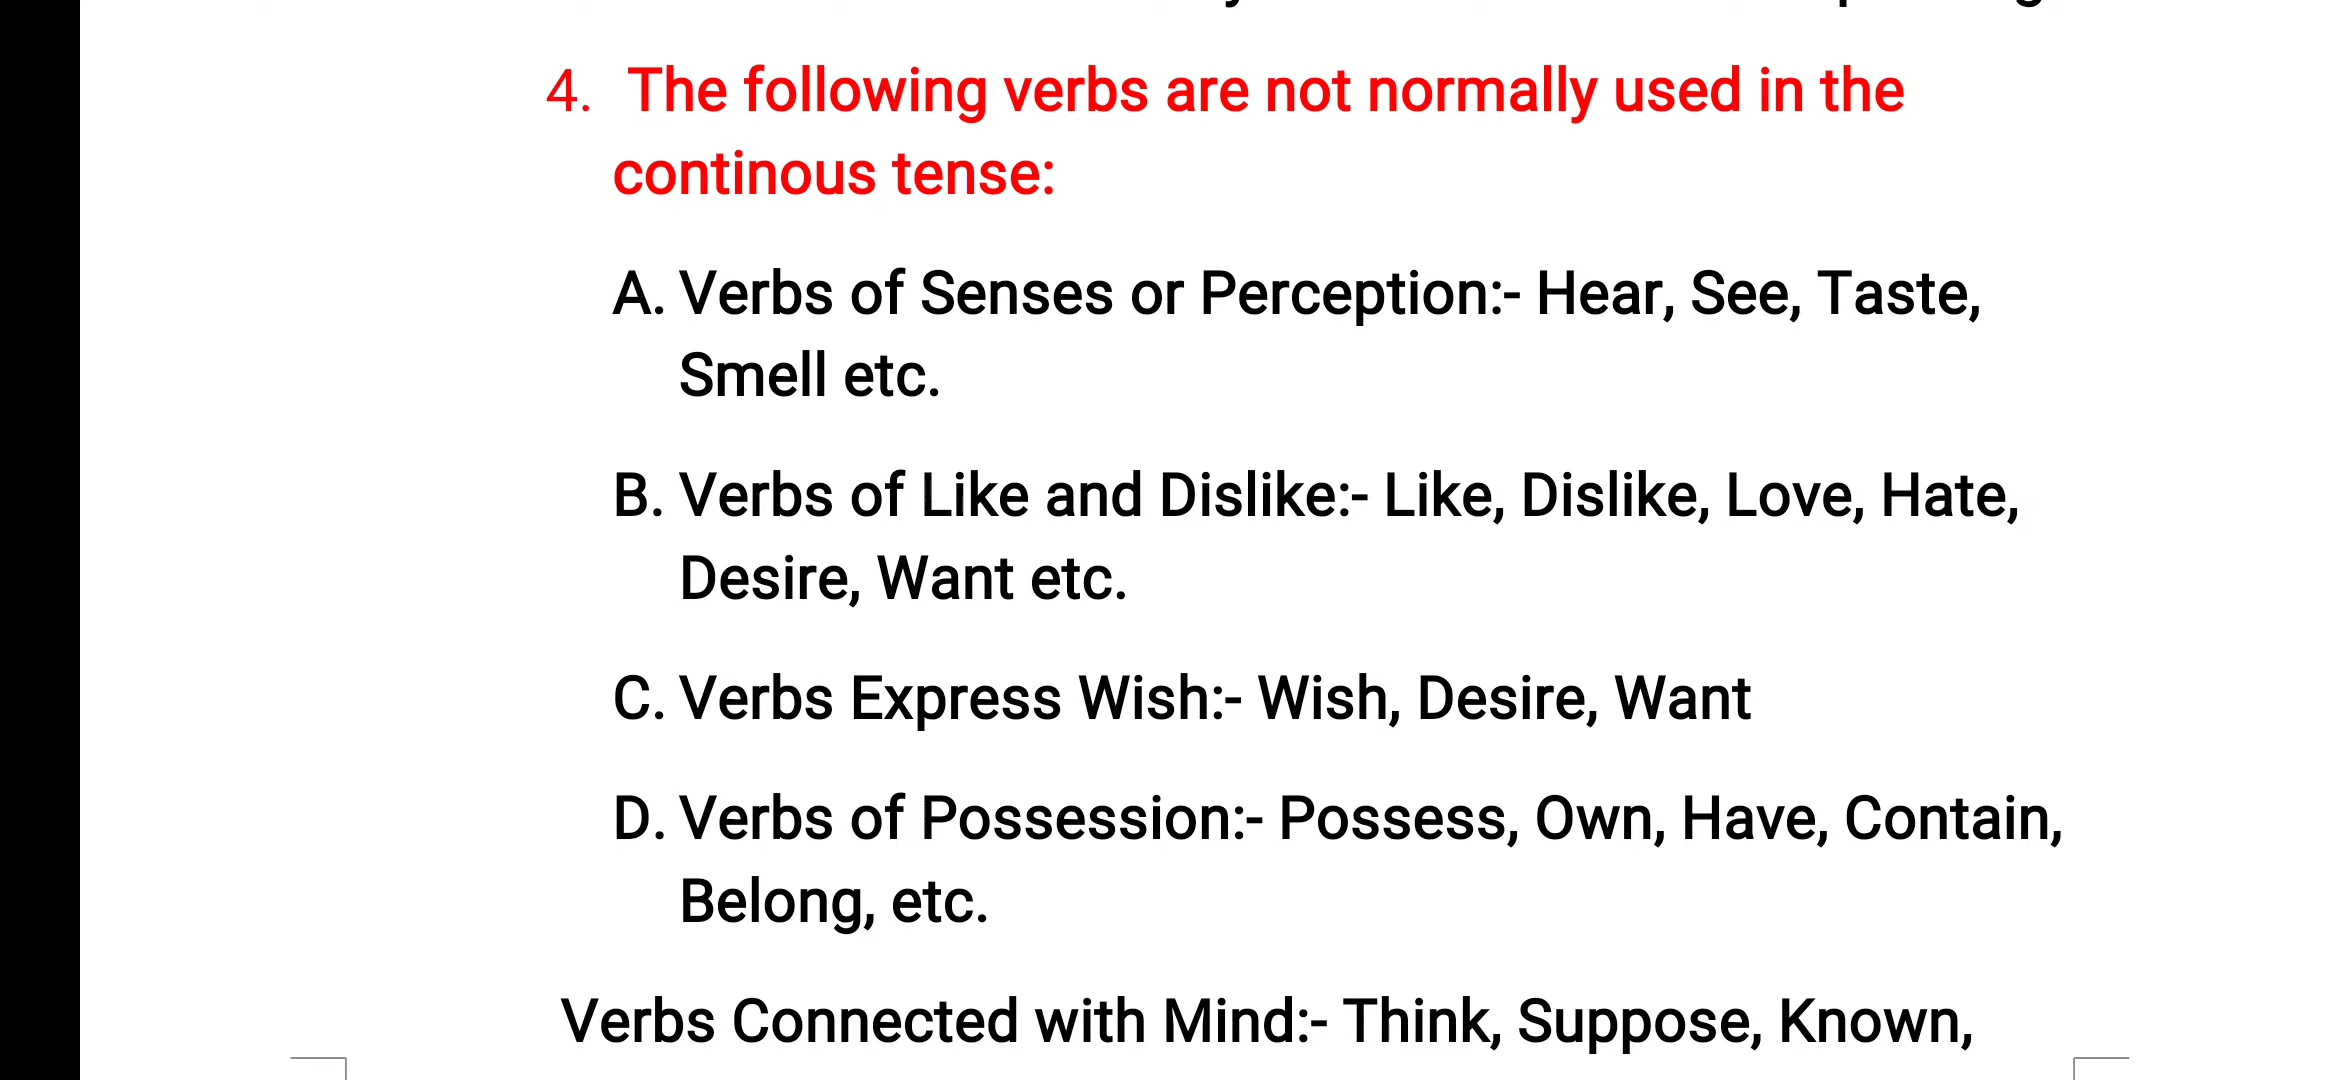 4. The following verbs are not normally used in the
continous tense:
A. Verbs of Senses or Perception:- Hear, See, Taste,
Smell etc.
B. Verbs of Like and Dislike:- Like, Dislike, Love, Hate,
Desire, Want etc.
C. Verbs Express Wish:- Wish, Desire, Want
D. Verbs of Possession:- Possess, Own, Have, Contain,
Belong, etc.
Verbs Connected with Mind:- Think, Suppose, Known,